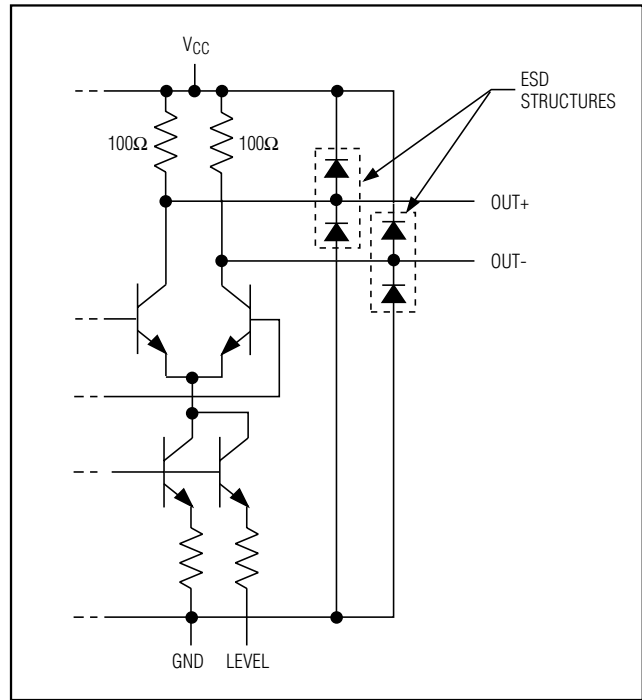 VCC
ESD
STRUCTURES
100Ω
100Ω
OUT+
OUT-
GND
LEVEL